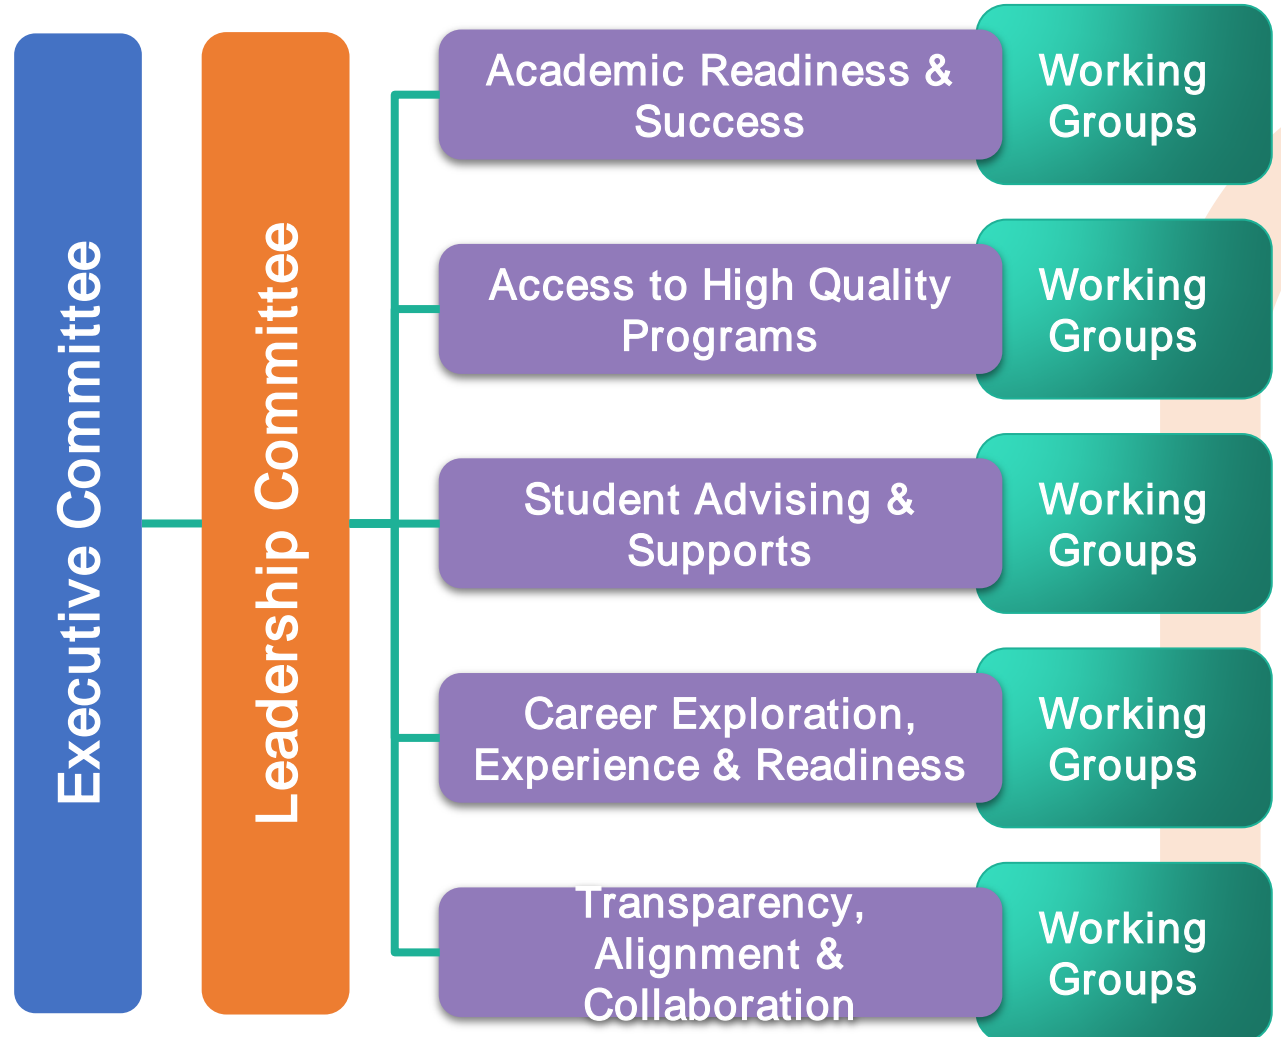 Executive Committee
Leadership Committee
Academic Readiness &
Success
Working
Groups
Access to High Quality
Programs
Working
Groups
Student Advising &
Supports
Working
Groups
Career Exploration,
Experience & Readiness
Working
Groups
Transparency,
Alignment &
Collaboration
Working
Groups